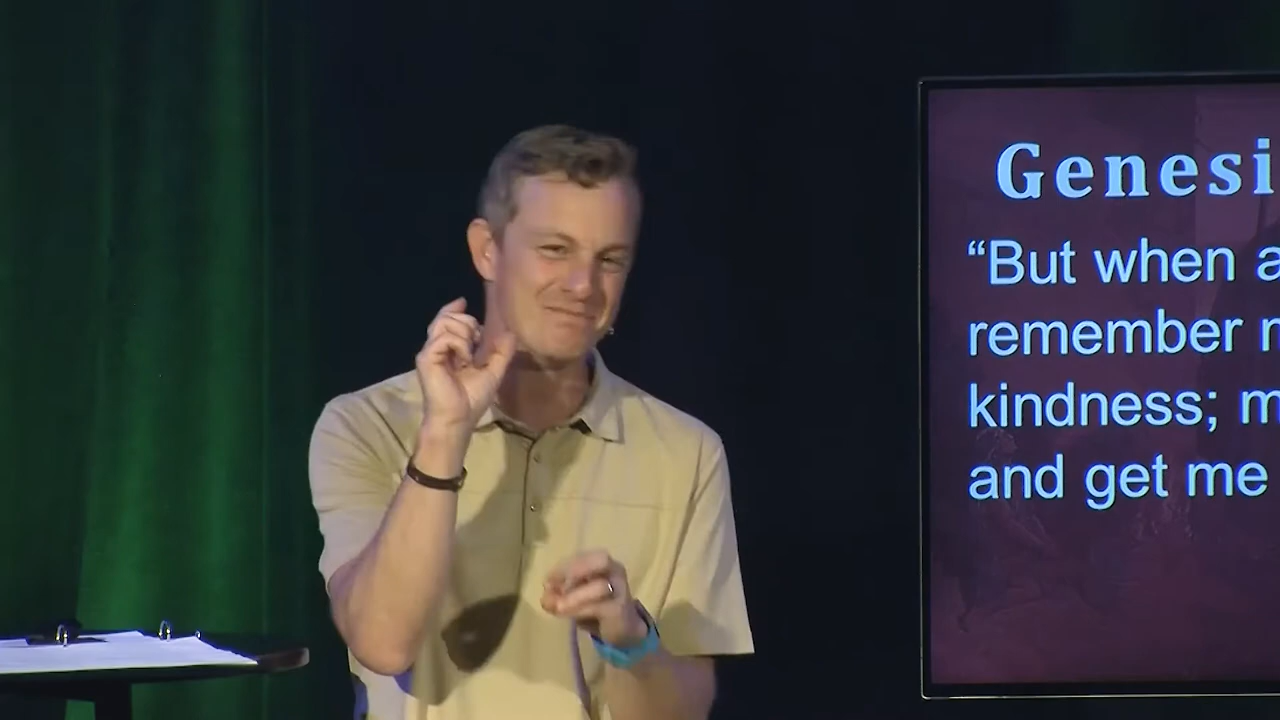 Genesi
“But when a
remember
kindness; m
and get me